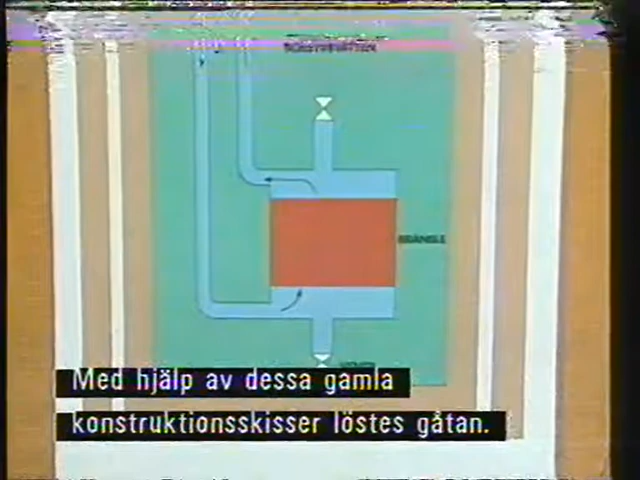 BRÄNSLE
Med hjälp av dessa gamla
konstruktionsskisser löstes gåtan.